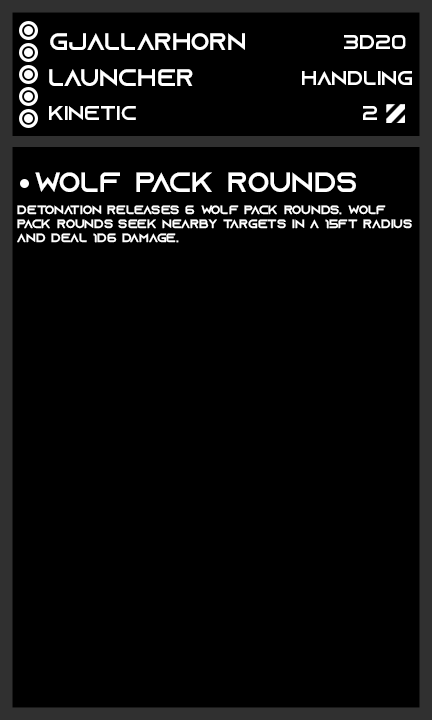 GJALLARHORN 3D20
LAUNCHER HANDLING
KINETIC 2
•WOLF PACK ROUNDS
DETONATION RELEASES 6 WOLF PACK ROUNDS. WOLF
PACK ROUNDS SEEK NEARBY TARGETS IN A 15FT RADIUS
AND DEAL 1D6 DAMAGE.